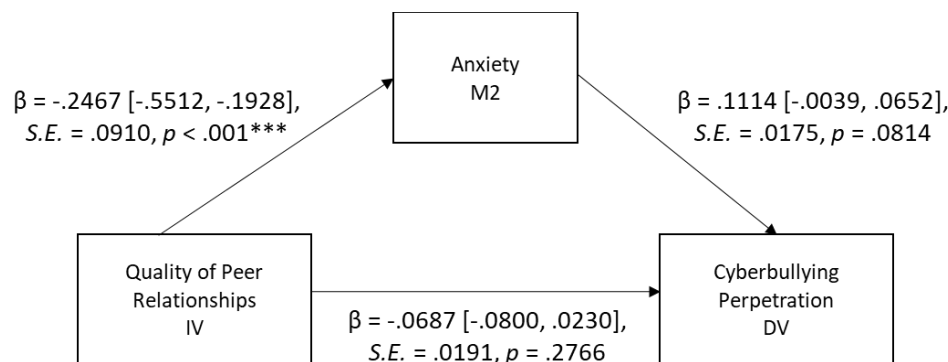 Anxiety
M2
β = -.2467 [-.5512, -.1928],
S.E. = .0910, p < .001***
β = .1114 [-.0039, .0652],
S.E. = .0175, p = .0814
Quality of Peer
Relationships
IV
Cyberbullying
Perpetration
DV
β = -.0687 [-.0800, .0230],
S.E. = .0191, p = .2766